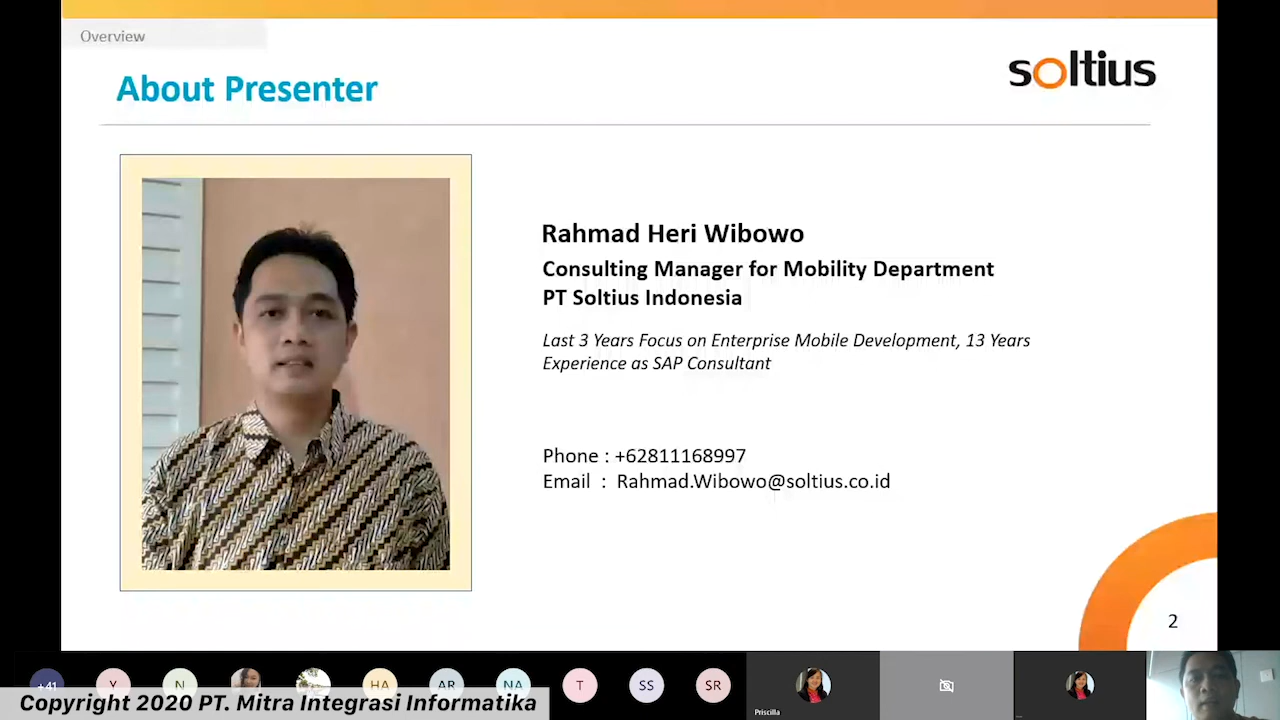 Overview
About Presenter
soltius
Rahmad Heri Wibowo
Consulting Manager for Mobility Department
PT Soltius Indonesia
Last 3 Years Focus on Enterprise Mobile Development, 13 Years
Experience as SAP Consultant
Phone : +62811168997
Email : Rahmad.Wibowo@soltius.co.id
2
+41
Y
N
HA
AR
NA
T
SS
SR
Priscilla
Copyright 2020 PT. Mitra Integrasi Informatika